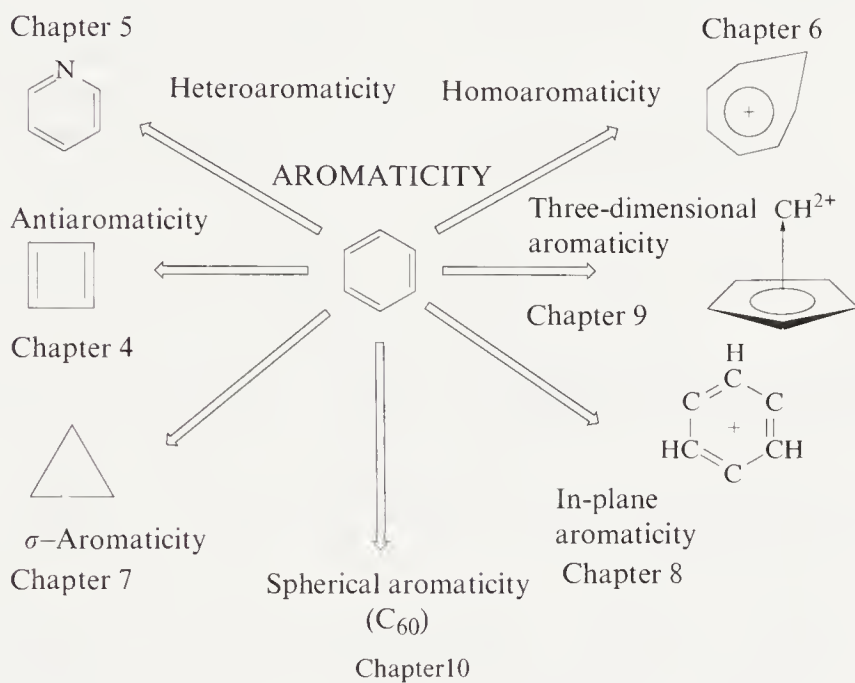 Chapter 5
Chapter 6
N
Heteroaromaticity
Homoaromaticity
+
AROMATICITY
Antiaromaticity
Three-dimensional
aromaticity
CH²⁺
Chapter 4
Chapter 9
H
C
C
C
+
HC
CH
C
σ–Aromaticity
Chapter 7
In-plane
aromaticity
Chapter 8
Spherical aromaticity
(C₆₀)
Chapter10